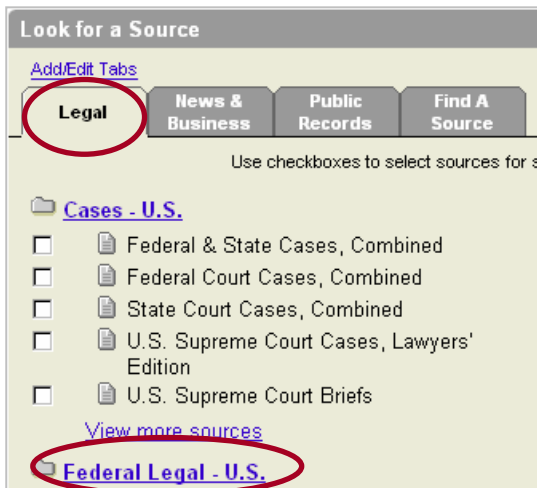 Look for a Source
Add/Edit Tabs
Legal
News &
Business
Public
Records
Find A
Source
Use checkboxes to select sources for s
Cases - U.S.
Federal & State Cases, Combined
Federal Court Cases, Combined
State Court Cases, Combined
U.S. Supreme Court Cases, Lawyers'
Edition
U.S. Supreme Court Briefs
View more sources
Federal Legal - U.S.